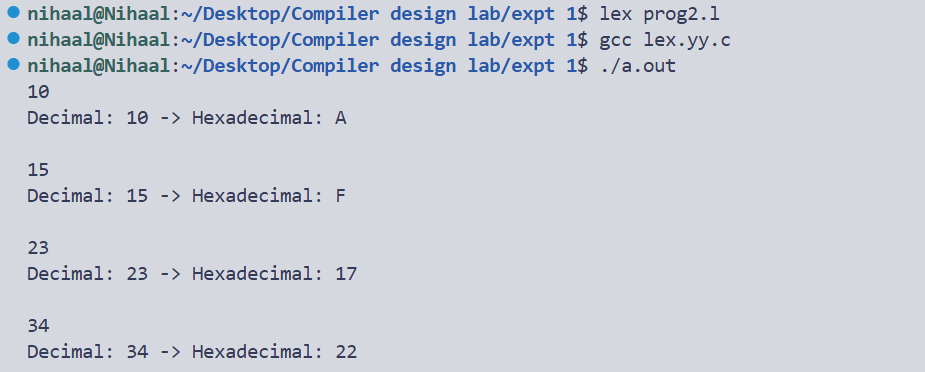 nihaal@Nihaal:~/Desktop/Compiler design lab/expt 1$ lex prog2.l
nihaal@Nihaal:~/Desktop/Compiler design lab/expt 1$ gcc lex.yy.c
nihaal@Nihaal:~/Desktop/Compiler design lab/expt 1$ ./a.out
10
Decimal: 10 -> Hexadecimal: A
15
Decimal: 15 -> Hexadecimal: F
23
Decimal: 23 -> Hexadecimal: 17
34
Decimal: 34 -> Hexadecimal: 22